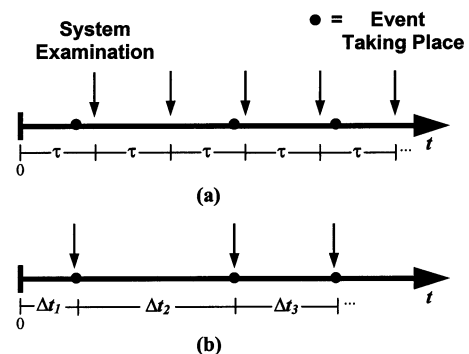 System
Examination
● = Event
Taking Place
τ τ τ τ τ ... t
0
(a)
Δt1 Δt2 Δt3 ... t
0
(b)